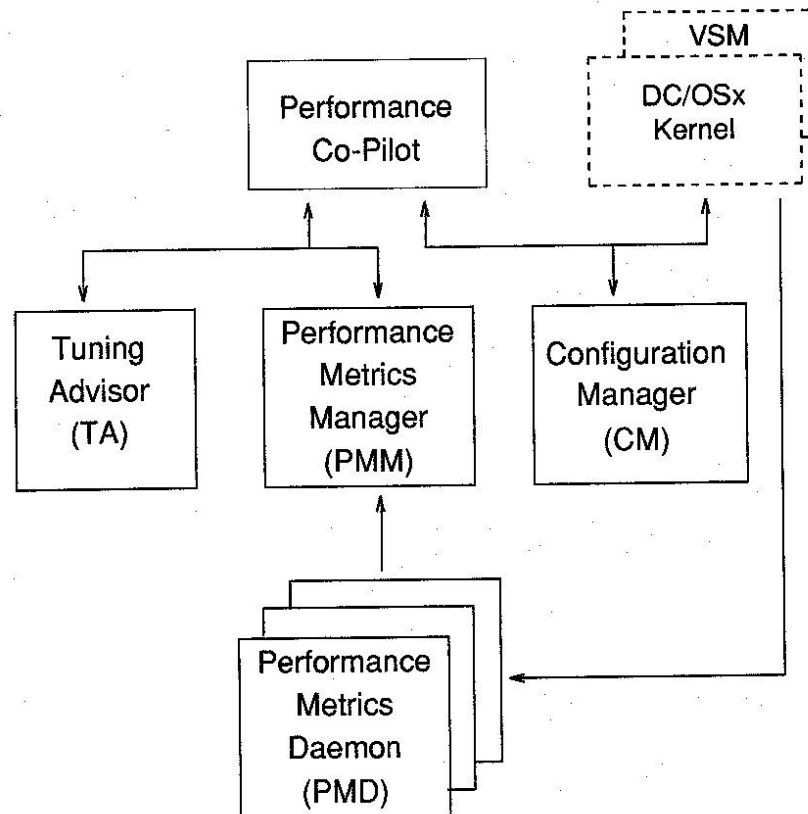 VSM
DC/OSx
Kernel
Performance
Co-Pilot
Tuning
Advisor
(TA)
Performance
Metrics
Manager
(PMM)
Configuration
Manager
(CM)
Performance
Metrics
Daemon
(PMD)